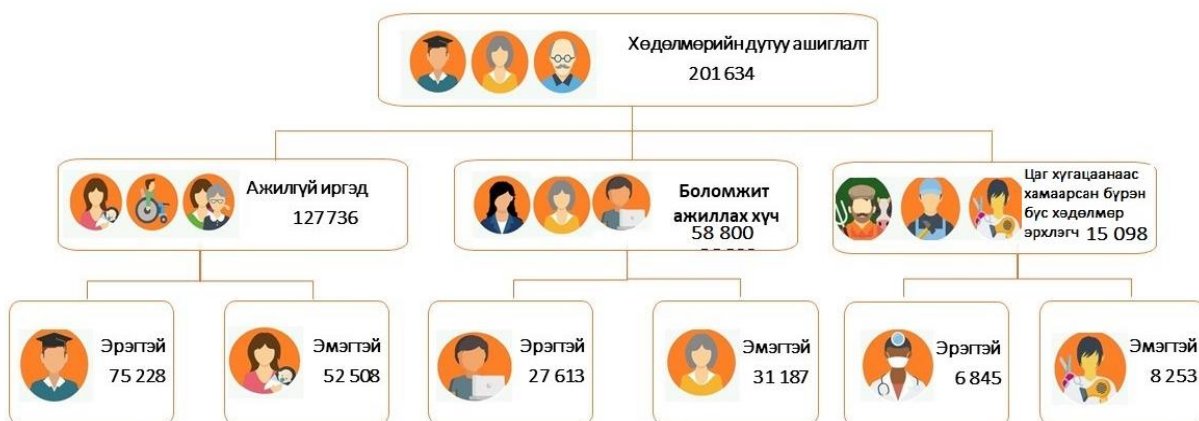 Хөдөлмөрийн дутуу ашиглалт
201 634
Ажилгүй иргэд
127736
Боломжит
ажиллах хүч
58 800
Цаг хугацаанаас
хамаарсан бүрэн
бус хөдөлмөр
эрхлэгч 15 098
Эрэгтэй
75 228
Эмэгтэй
52 508
Эрэгтэй
27 613
Эмэгтэй
31 187
Эрэгтэй
6 845
Эмэгтэй
8 253